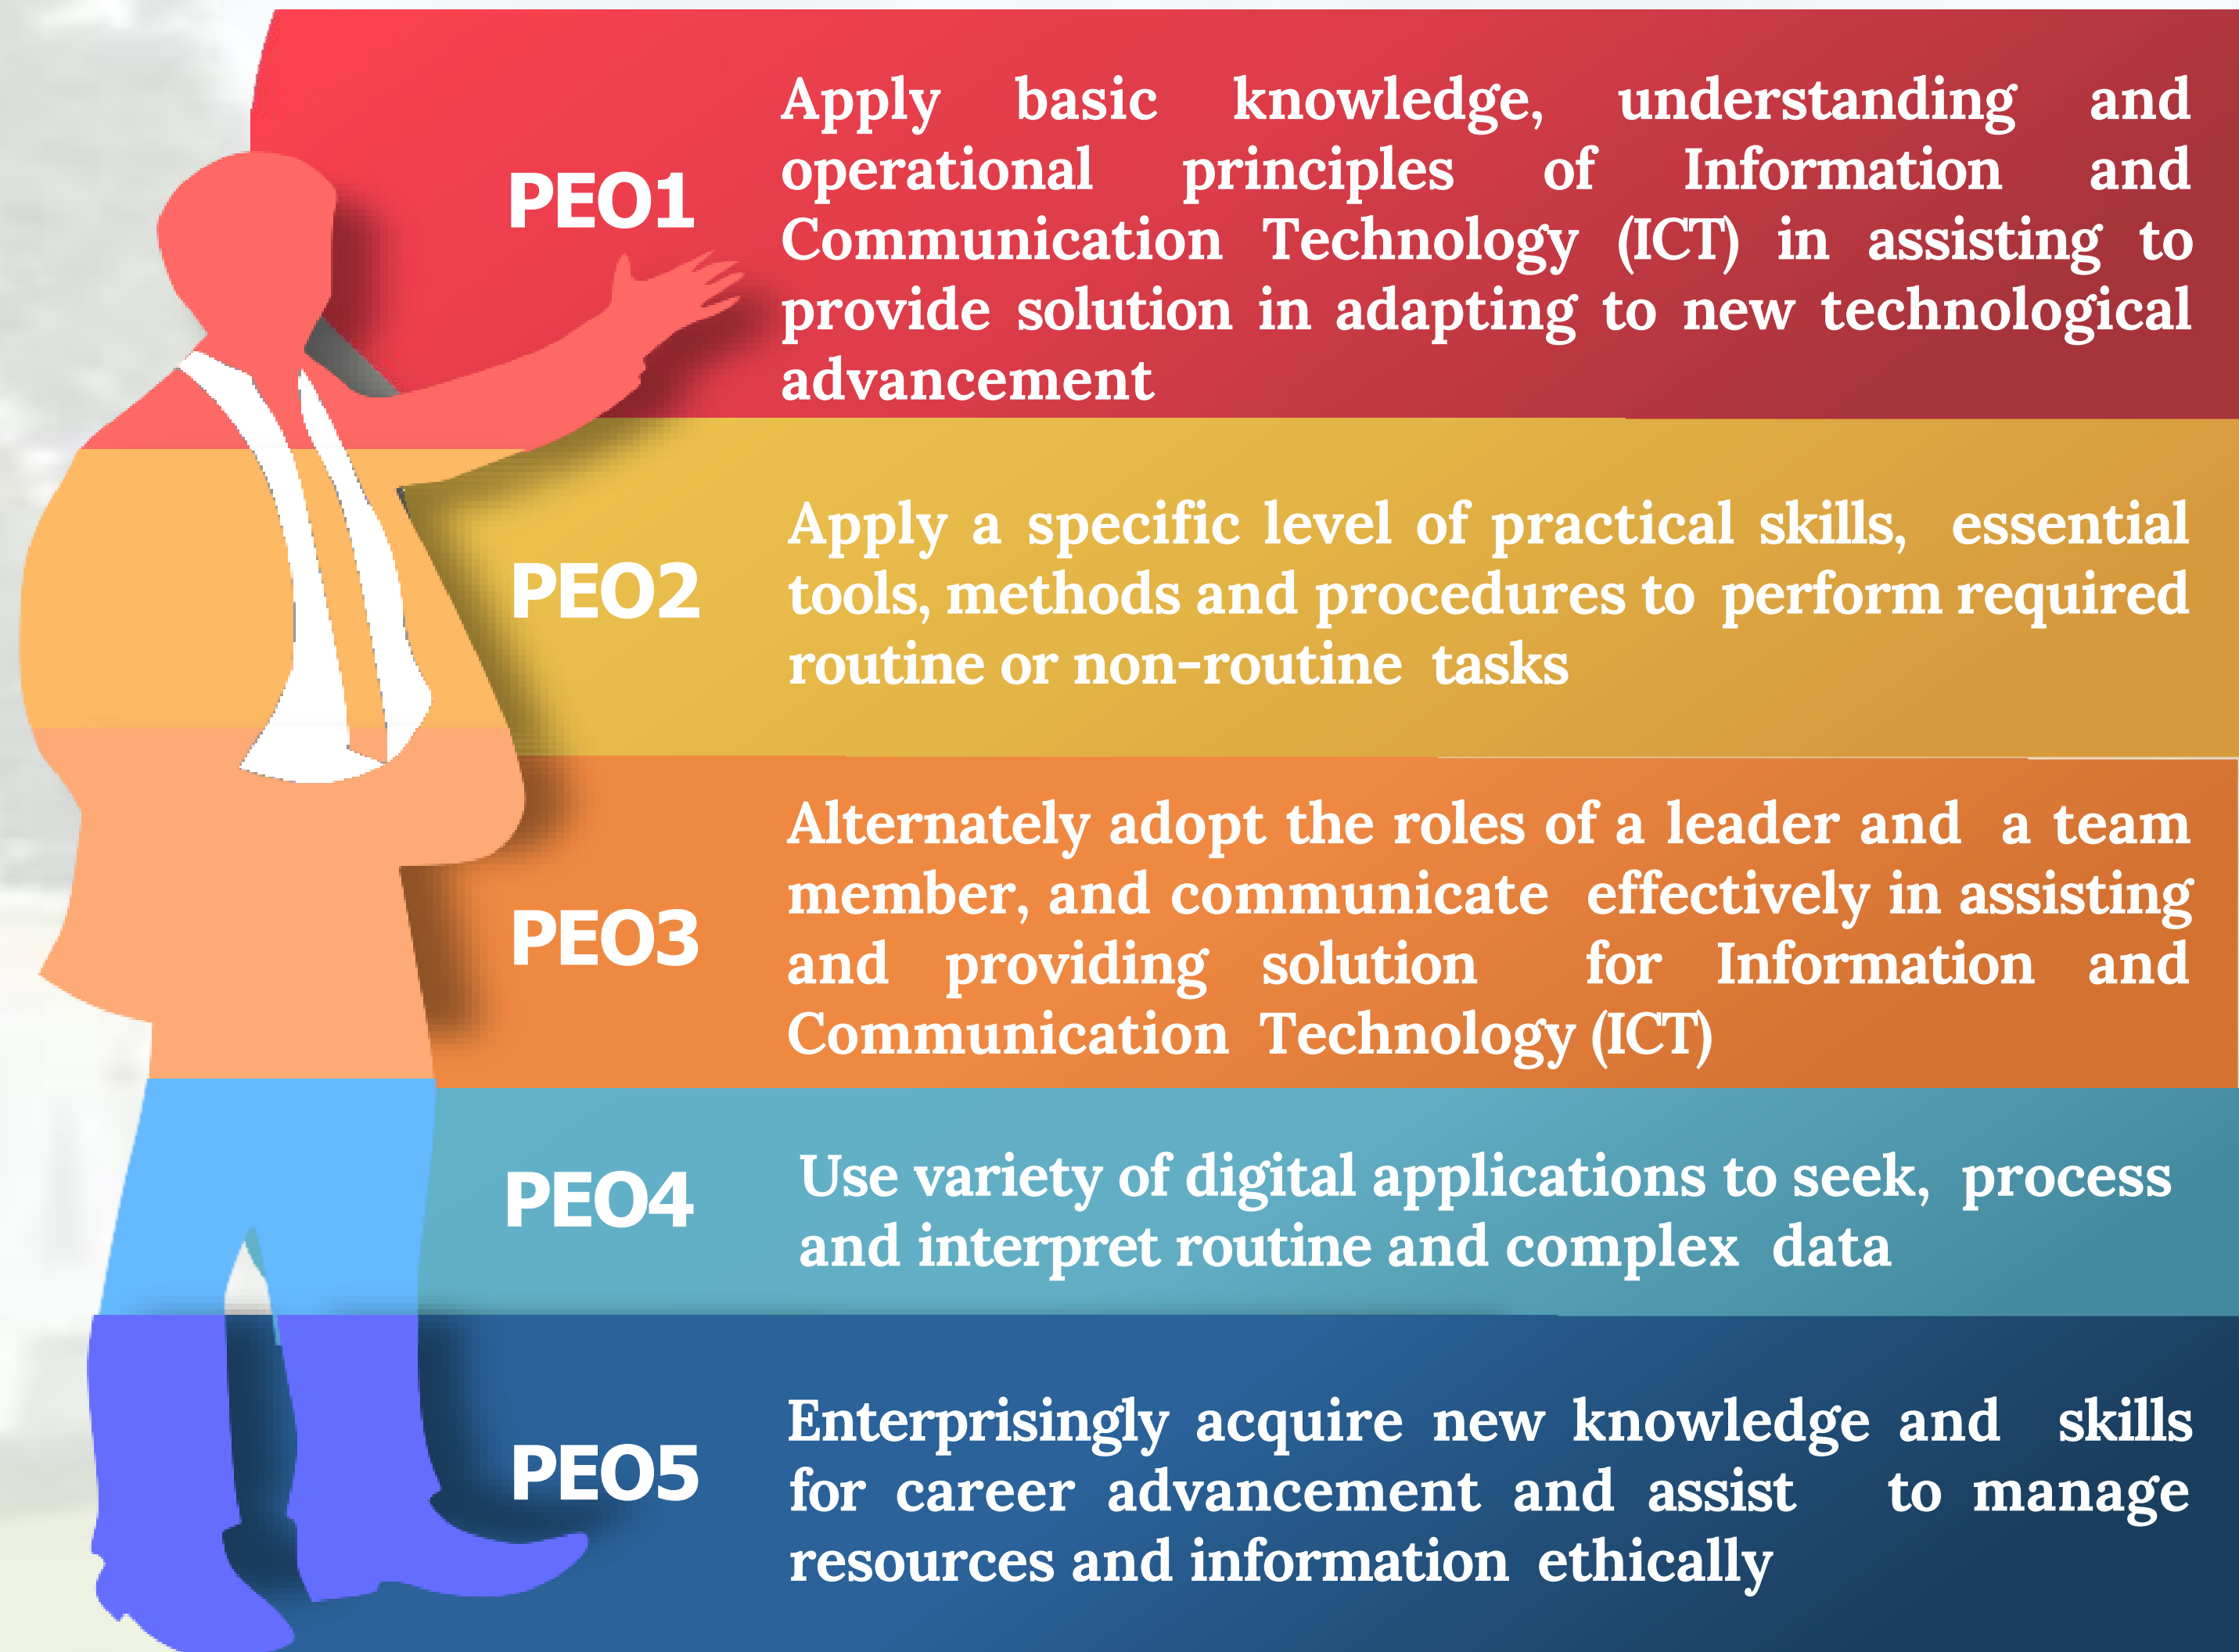 PEO1
Apply basic knowledge, understanding and
operational principles of Information and
Communication Technology (ICT) in assisting to
provide solution in adapting to new technological
advancement
PEO2
Apply a specific level of practical skills, essential
tools, methods and procedures to perform required
routine or non-routine tasks
PEO3
Alternately adopt the roles of a leader and a team
member, and communicate effectively in assisting
and providing solution for Information and
Communication Technology (ICT)
PEO4
Use variety of digital applications to seek, process
and interpret routine and complex data
PEO5
Enterprisingly acquire new knowledge and skills
for career advancement and assist to manage
resources and information ethically